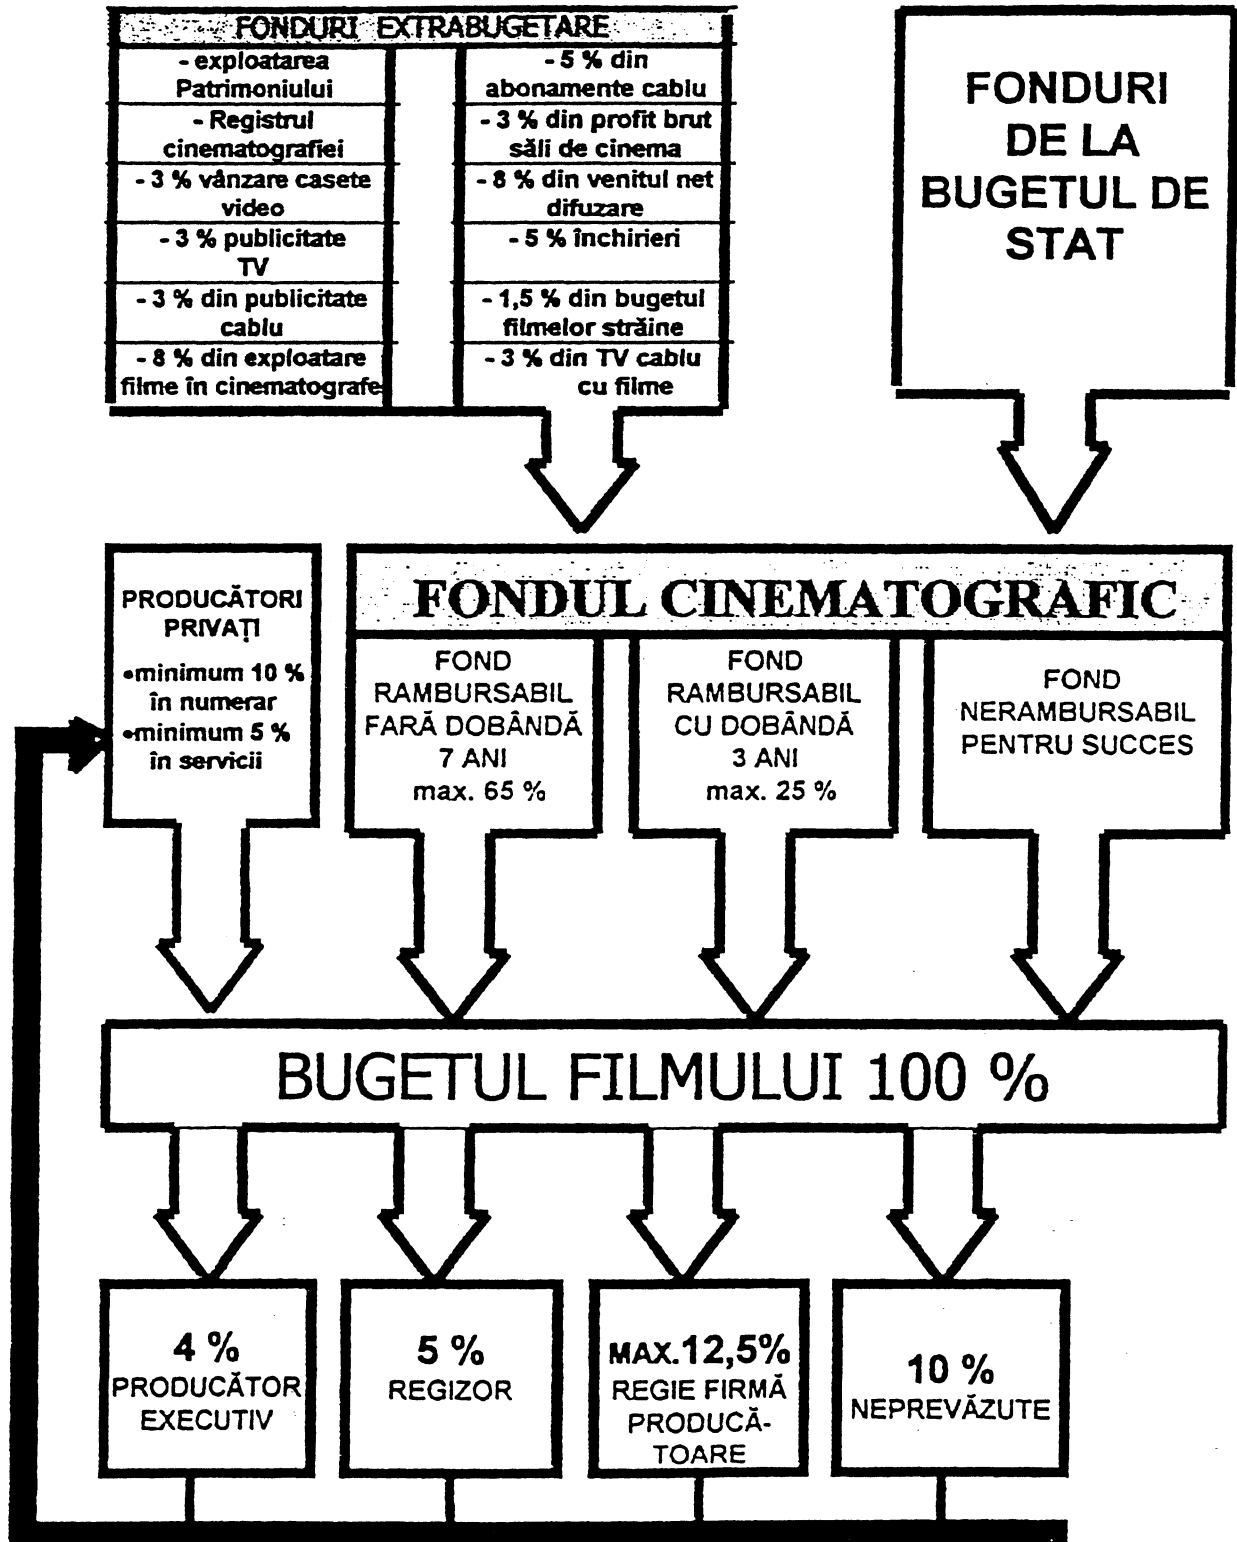 FONDURI EXTRABUGETARE
- exploatarea
Patrimoniului
- Registrul
cinematografiei
- 3 % vânzare casete
video
- 3 % publicitate
TV
- 3 % din publicitate
cablu
- 8 % din exploatare
filme în cinematografe
- 5 % din
abonamente cablu
- 3 % din profit brut
săli de cinema
- 8 % din venitul net
difuzare
- 5 % închirieri
- 1,5 % din bugetul
filmelor străine
- 3 % din TV cablu
cu filme
FONDURI
DE LA
BUGETUL DE
STAT
PRODUCĂTORI
PRIVAȚI
•minimum 10 %
în numerar
•minimum 5 %
în servicii
FONDUL CINEMATOGRAFIC
FOND
RAMBURSABIL
FARĂ DOBÂNDĂ
7 ANI
max. 65 %
FOND
RAMBURSABIL
CU DOBÂNDĂ
3 ANI
max. 25 %
FOND
NERAMBURSABIL
PENTRU SUCCES
BUGETUL FILMULUI 100 %
4 %
PRODUCĂTOR
EXECUTIV
5 %
REGIZOR
MAX.12,5%
REGIE FIRMĂ
PRODUCĂ-
TOARE
10 %
NEPREVĂZUTE